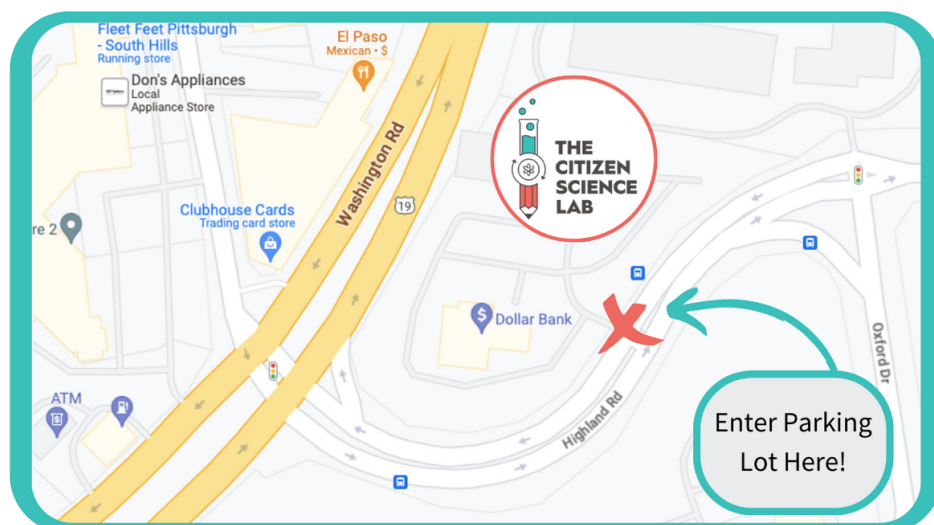 Fleet Feet Pittsburgh
- South Hills
Running store
El Paso
Mexican • $
Don's Appliances
Local
Appliance Store
Washington Rd
19
THE
CITIZEN
SCIENCE
LAB
Clubhouse Cards
Trading card store
re 2
$
Dollar Bank
Oxford Dr
Highland Rd
ATM
Enter Parking
Lot Here!